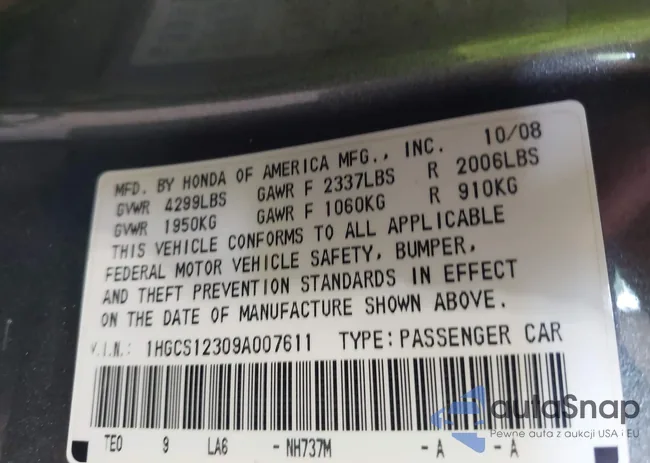 MFD. BY HONDA OF AMERICA MFG., INC. 10/08
GVWR 4299LBS GAWR F 2337LBS R 2006LBS
GVWR 1950KG GAWR F 1060KG R 910KG
THIS VEHICLE CONFORMS TO ALL APPLICABLE
FEDERAL MOTOR VEHICLE SAFETY, BUMPER,
AND THEFT PREVENTION STANDARDS IN EFFECT
ON THE DATE OF MANUFACTURE SHOWN ABOVE.
V.I.N.: 1HGCS12309A007611 TYPE: PASSENGER CAR
TE0 9 LA6 - NH737M - A - A
autoSnap
Pewne auta z aukcji USA i EU